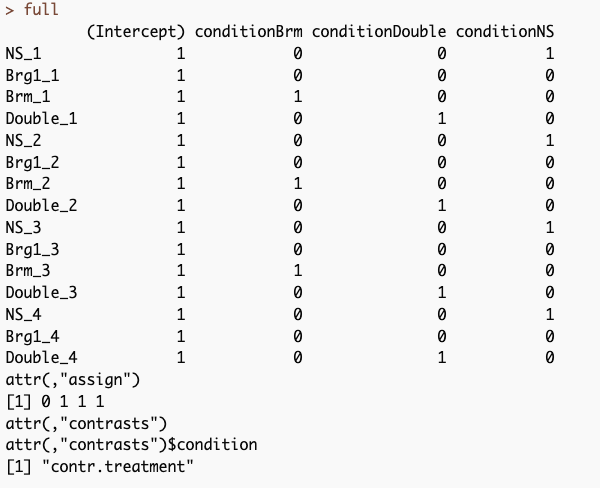 > full
(Intercept) conditionBrm conditionDouble conditionNS
NS_1 1 0 0 1
Brg1_1 1 0 0 0
Brm_1 1 1 0 0
Double_1 1 0 1 0
NS_2 1 0 0 1
Brg1_2 1 0 0 0
Brm_2 1 1 0 0
Double_2 1 0 1 0
NS_3 1 0 0 1
Brg1_3 1 0 0 0
Brm_3 1 1 0 0
Double_3 1 0 1 0
NS_4 1 0 0 1
Brg1_4 1 0 0 0
Double_4 1 0 1 0
attr(,"assign")
[1] 0 1 1 1
attr(,"contrasts")
attr(,"contrasts")$condition
[1] "contr.treatment"